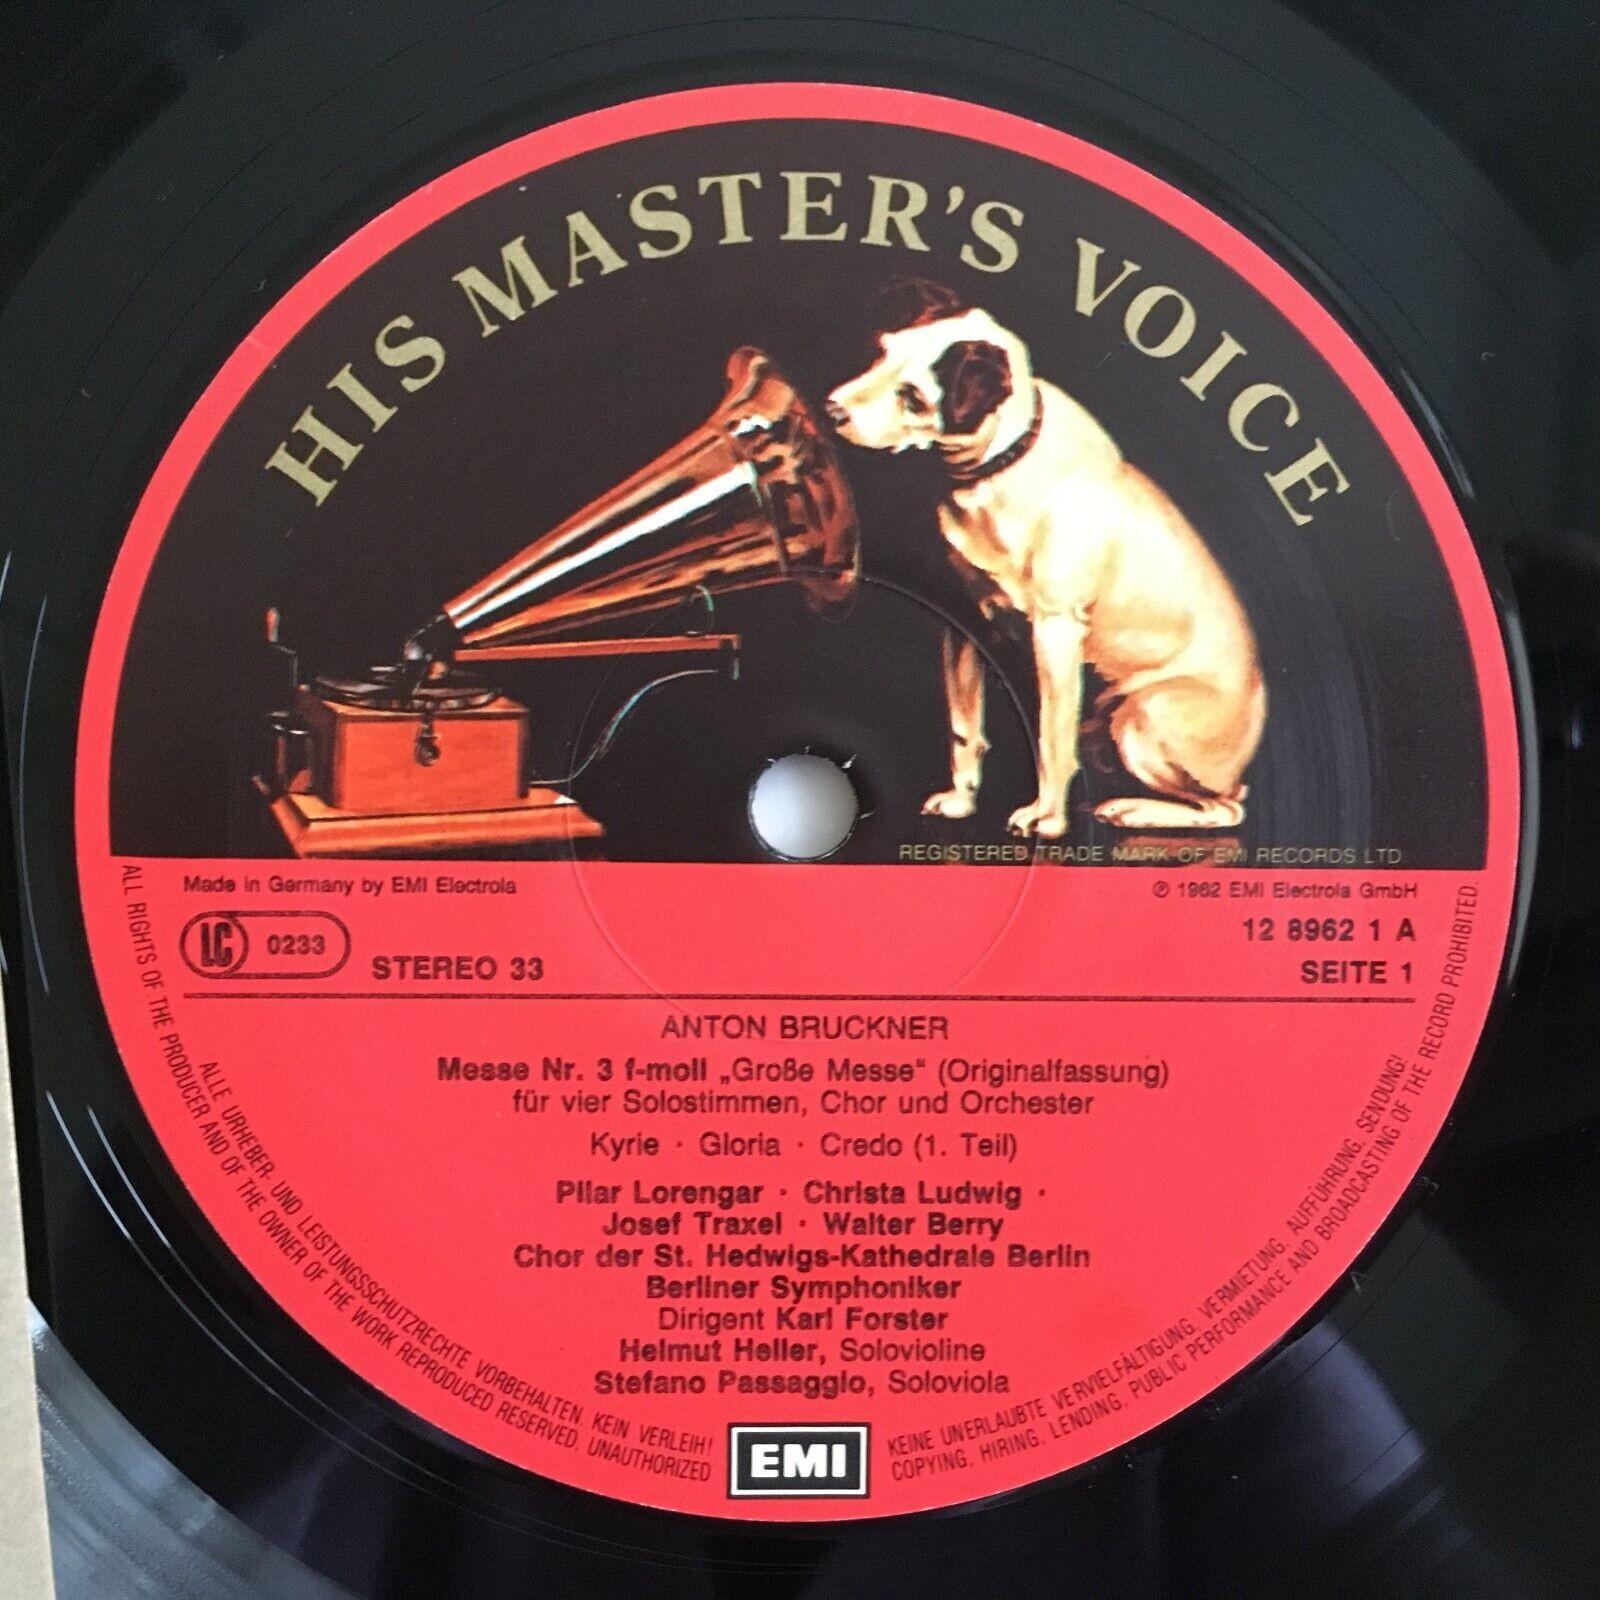 HIS MASTER'S VOICE
REGISTERED TRADE MARK OF EMI RECORDS LTD
Made in Germany by EMI Electrola
℗ 1962 EMI Electrola GmbH
LC 0233
STEREO 33
12 8962 1 A
SEITE 1
ANTON BRUCKNER
Messe Nr. 3 f-moll „Große Messe“ (Originalfassung)
für vier Solostimmen, Chor und Orchester
Kyrie · Gloria · Credo (1. Teil)
Pilar Lorengar · Christa Ludwig ·
Josef Traxel · Walter Berry
Chor der St. Hedwigs-Kathedrale Berlin
Berliner Symphoniker
Dirigent Karl Forster
Helmut Heller, Solovioline
Stefano Passaggio, Soloviola
EMI
ALLE URHEBER- UND LEISTUNGSSCHUTZRECHTE VORBEHALTEN. KEIN VERLEIH! KEINE UNERLAUBTE VERVIELFÄLTIGUNG, VERMIETUNG, AUFFÜHRUNG, SENDUNG!
ALL RIGHTS OF THE PRODUCER AND OF THE OWNER OF THE WORK REPRODUCED RESERVED. UNAUTHORIZED COPYING, HIRING, LENDING, PUBLIC PERFORMANCE AND BROADCASTING OF THE RECORD PROHIBITED.